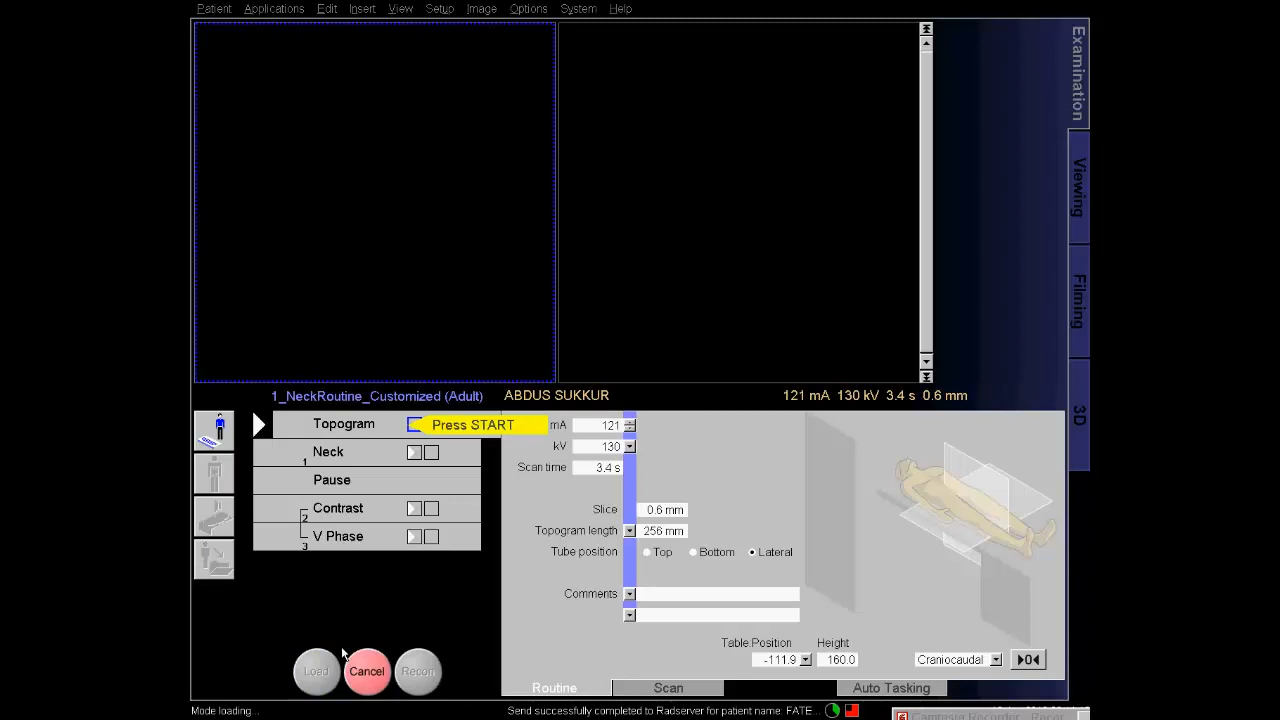 Patient Applications Edit Insert View Setup Image Options System Help
Examination
Viewing
Filming
3D
1_NeckRoutine_Customized (Adult) ABDUS SUKKUR 121 mA 130 kV 3.4 s 0.6 mm
Topogram Press START mA 121
1 Neck kV 130
Scan time 3.4 s
Pause
2 Contrast Slice 0.6 mm
3 V Phase Topogram length 256 mm
Tube position Top Bottom Lateral
Comments
Table Position Height
-111.9 160.0 Craniocaudal 0
Load Cancel Recon
Routine Scan Auto Tasking
Mode loading... Send successfully completed to Radserver for patient name: FATE...